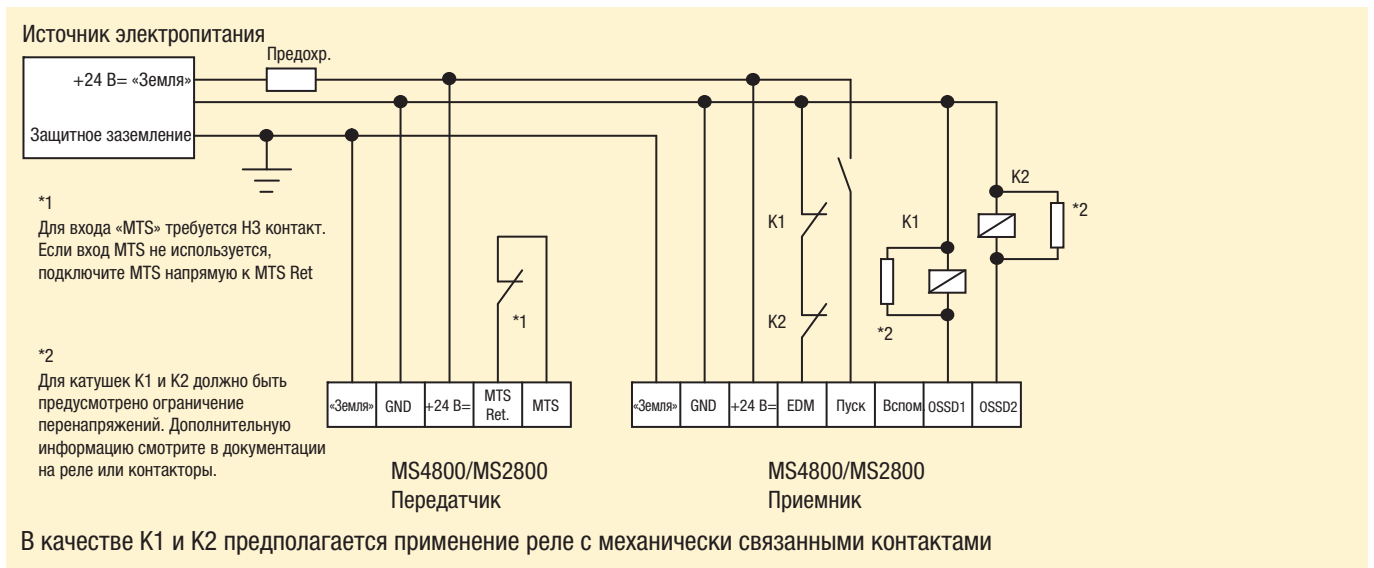 Источник электропитания
Предохр.
+24 В= «Земля»
Защитное заземление
*1
Для входа «MTS» требуется НЗ контакт.
Если вход MTS не используется,
подключите MTS напрямую к MTS Ret
*2
Для катушек K1 и K2 должно быть
предусмотрено ограничение
перенапряжений. Дополнительную
информацию смотрите в документации
на реле или контакторы.
*1
K1
K2
K1
*2
K2
*2
«Земля» GND +24 В= MTS Ret. MTS
«Земля» GND +24 В= EDM Пуск Вспом. OSSD1 OSSD2
MS4800/MS2800
Передатчик
MS4800/MS2800
Приемник
В качестве K1 и K2 предполагается применение реле с механически связанными контактами